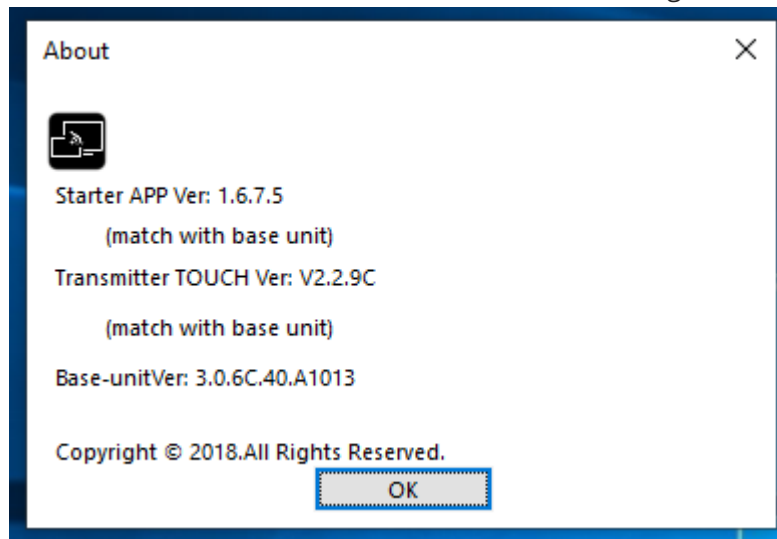 About
Starter APP Ver: 1.6.7.5
(match with base unit)
Transmitter TOUCH Ver: V2.2.9C
(match with base unit)
Base-unitVer: 3.0.6C.40.A1013
Copyright © 2018.All Rights Reserved.
OK